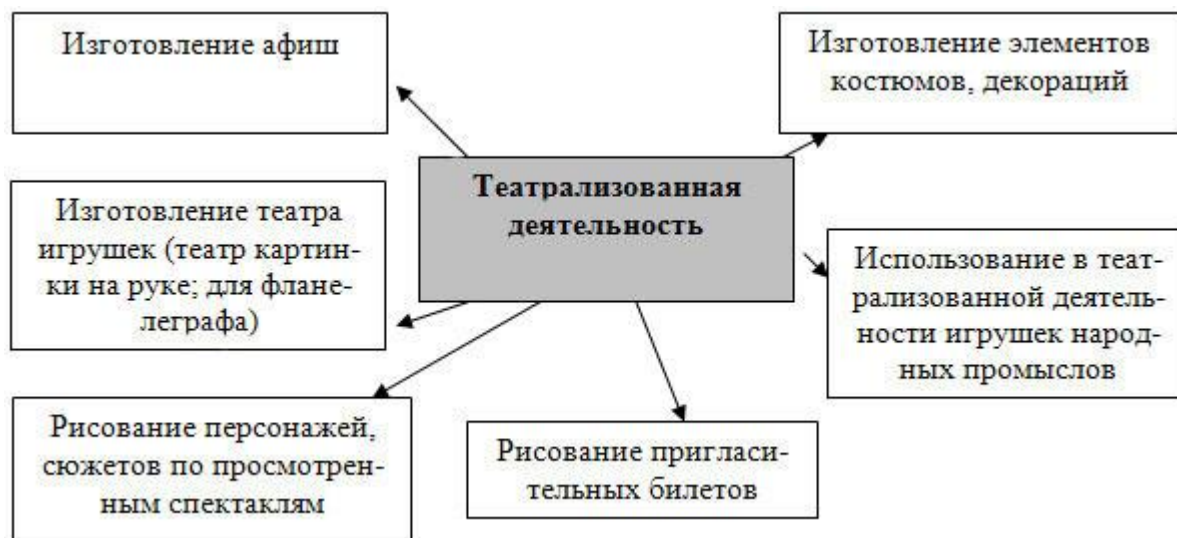 Изготовление афиш
Изготовление элементов
костюмов, декораций
Театрализованная
деятельность
Изготовление театра
игрушек (театр картин-
ки на руке; для флане-
леграфа)
Использование в теат-
рализованной деятель-
ности игрушек народ-
ных промыслов
Рисование персонажей,
сюжетов по просмотрен-
ным спектаклям
Рисование пригласи-
тельных билетов